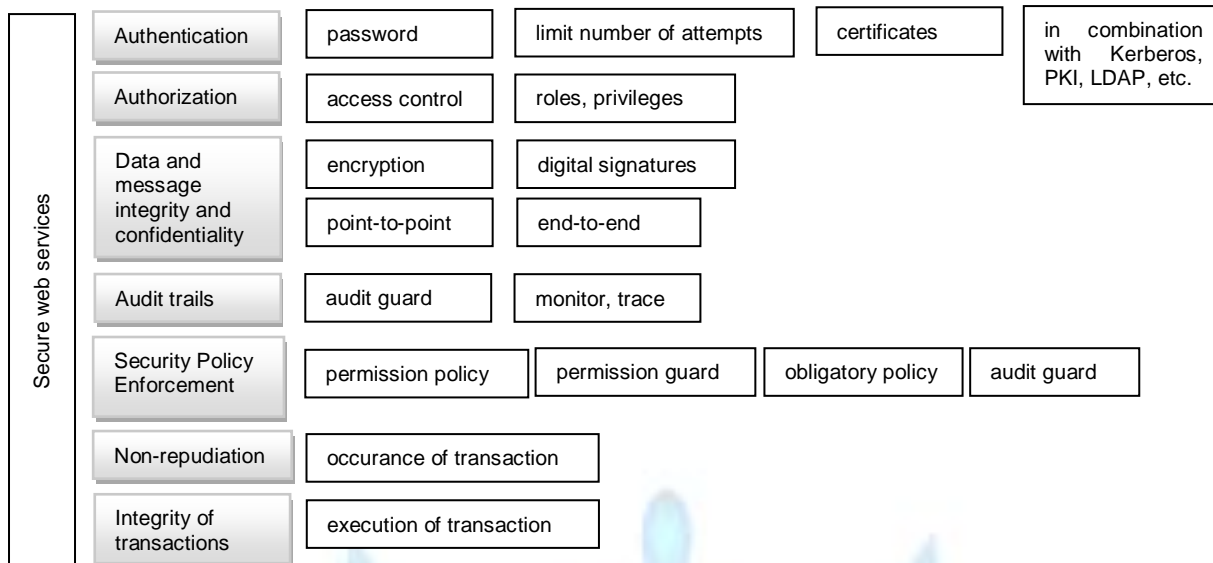 Secure web services
Authentication
password
limit number of attempts
certificates
in combination
with Kerberos,
PKI, LDAP, etc.
Authorization
access control
roles, privileges
Data and
message
integrity and
confidentiality
encryption
digital signatures
point-to-point
end-to-end
Audit trails
audit guard
monitor, trace
Security Policy
Enforcement
permission policy
permission guard
obligatory policy
audit guard
Non-repudiation
occurance of transaction
Integrity of
transactions
execution of transaction